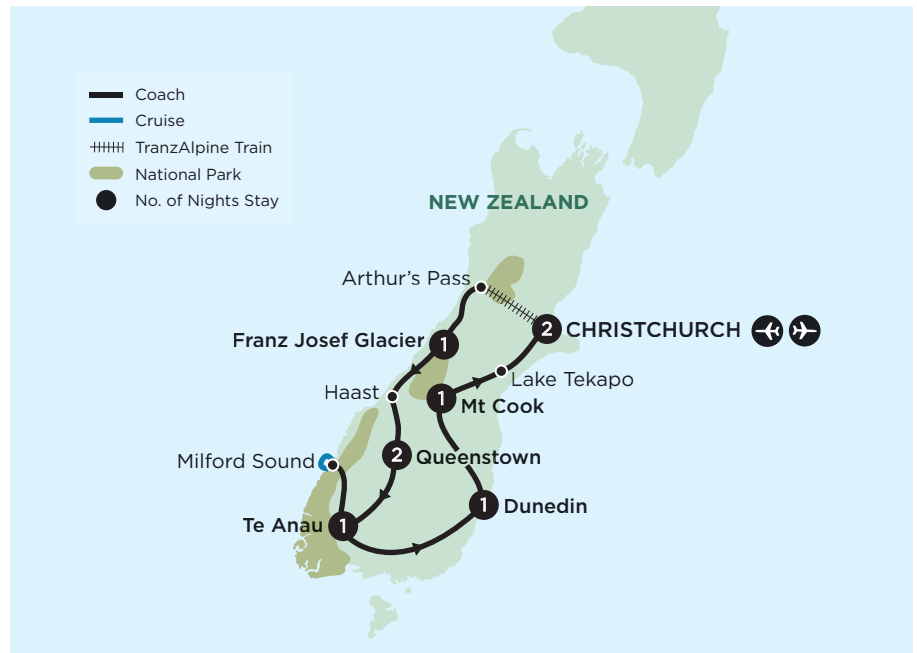 Coach
Cruise
TranzAlpine Train
National Park
No. of Nights Stay
NEW ZEALAND
Arthur's Pass
2 CHRISTCHURCH
Franz Josef Glacier 1
Lake Tekapo
Haast
1 Mt Cook
2 Queenstown
Milford Sound
1 Dunedin
Te Anau 1